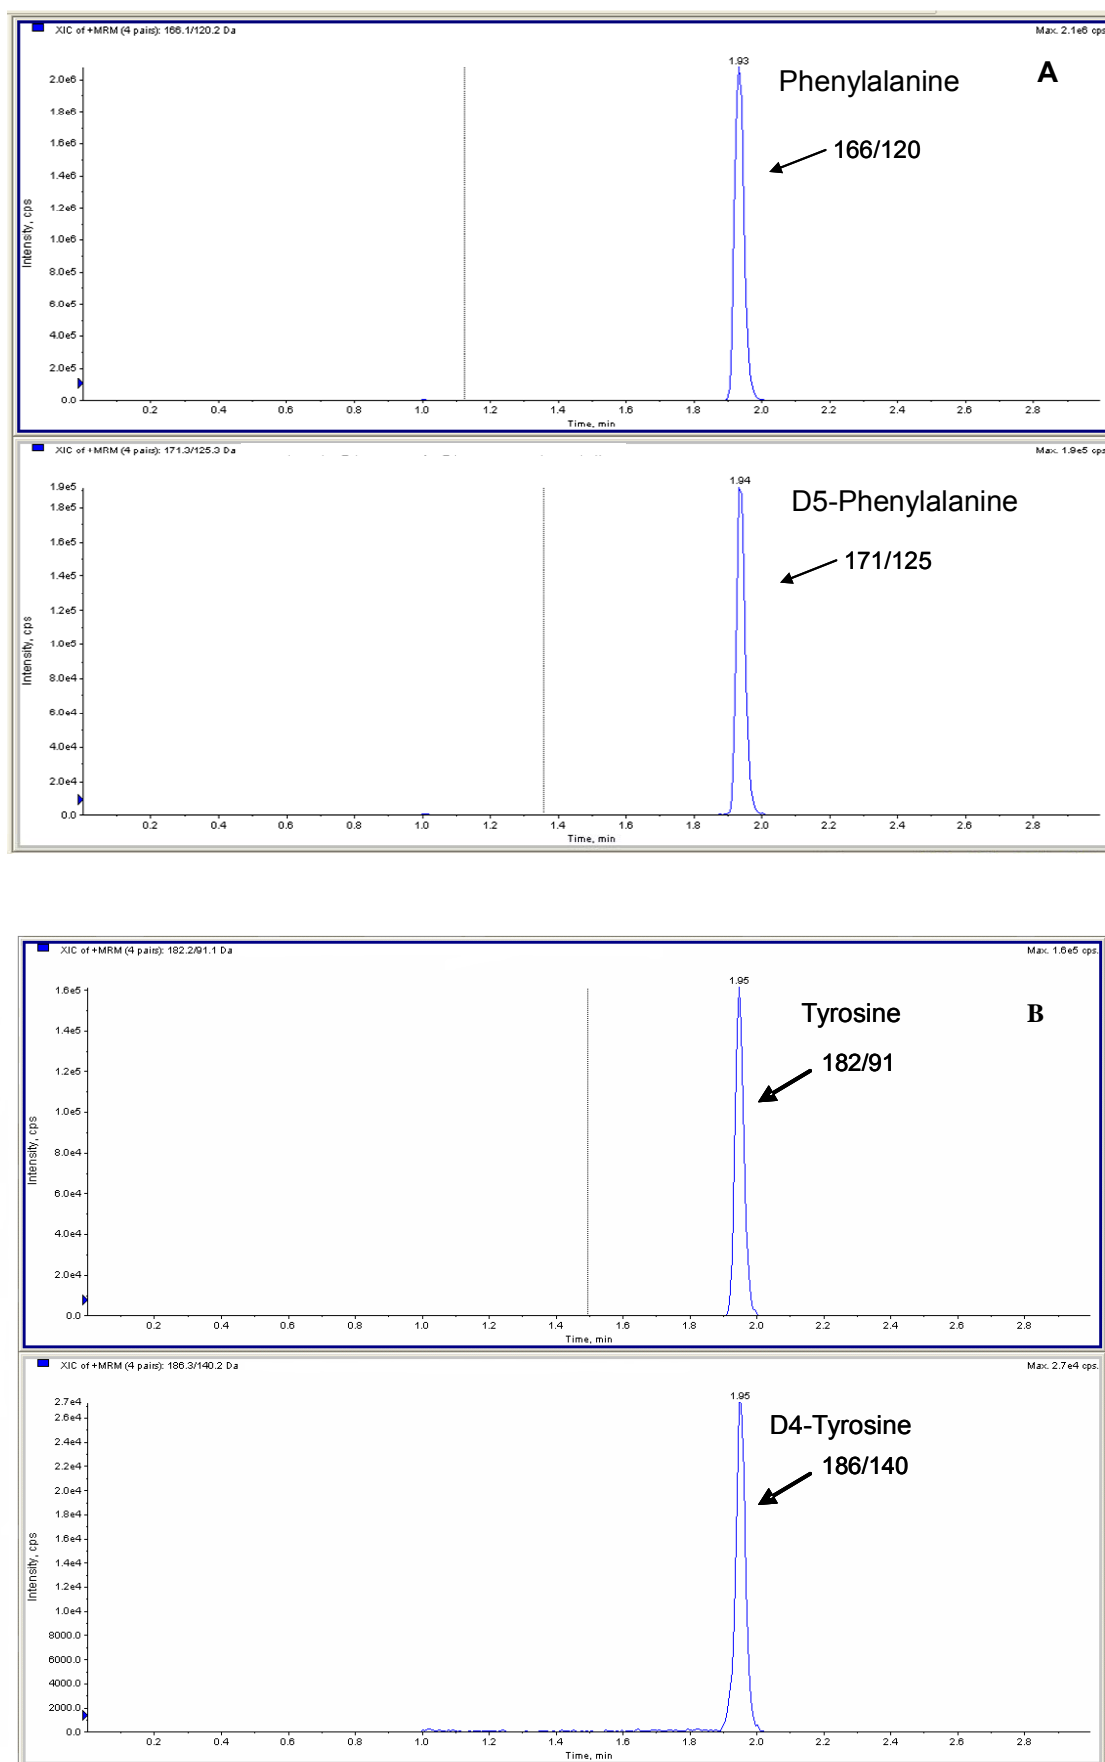 XIC of +MRM (4 pairs): 166.1/120.2 Da
Max. 2.1e6 cps
1.93
Phenylalanine
A
166/120
2.0e6
1.8e6
1.6e6
1.4e6
1.2e6
1.0e6
8.0e5
6.0e5
4.0e5
2.0e5
0.0
Intensity, cps
0.2 0.4 0.6 0.8 1.0 1.2 1.4 1.6 1.8 2.0 2.2 2.4 2.6 2.8
Time, min
XIC of +MRM (4 pairs): 171.3/125.3 Da
Max. 1.9e5 cps
1.94
D5-Phenylalanine
171/125
1.9e5
1.8e5
1.6e5
1.4e5
1.2e5
1.0e5
8.0e4
6.0e4
4.0e4
2.0e4
0.0
Intensity, cps
0.2 0.4 0.6 0.8 1.0 1.2 1.4 1.6 1.8 2.0 2.2 2.4 2.6 2.8
Time, min
XIC of +MRM (4 pairs): 182.2/91.1 Da
Max. 1.6e5 cps.
1.95
Tyrosine
B
182/91
1.6e5
1.4e5
1.2e5
1.0e5
8.0e4
6.0e4
4.0e4
2.0e4
0.0
Intensity, cps
0.2 0.4 0.6 0.8 1.0 1.2 1.4 1.6 1.8 2.0 2.2 2.4 2.6 2.8
Time, min
XIC of +MRM (4 pairs): 186.3/140.2 Da
Max. 2.7e4 cps.
1.95
D4-Tyrosine
186/140
2.7e4
2.6e4
2.4e4
2.2e4
2.0e4
1.8e4
1.6e4
1.4e4
1.2e4
1.0e4
8000.0
6000.0
4000.0
2000.0
0.0
Intensity, cps
0.2 0.4 0.6 0.8 1.0 1.2 1.4 1.6 1.8 2.0 2.2 2.4 2.6 2.8
Time, min